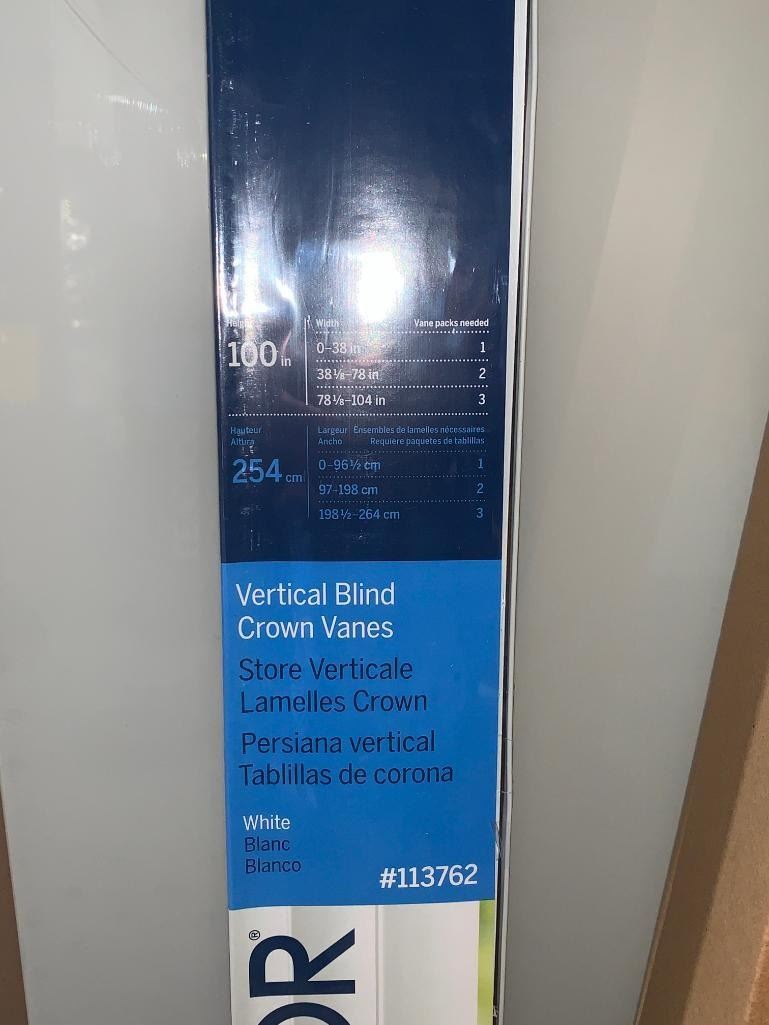 Height Width Vane packs needed
100 in
0-38 in 1
38⅛-78 in 2
78⅛-104 in 3
Hauteur Largeur Ensembles de lamelles nécessaires
Altura Ancho Requiere paquetes de tablillas
254 cm
0-96½ cm 1
97-198 cm 2
198½-264 cm 3
Vertical Blind
Crown Vanes
Store Verticale
Lamelles Crown
Persiana vertical
Tablillas de corona
White
Blanc
Blanco
#113762
OR®